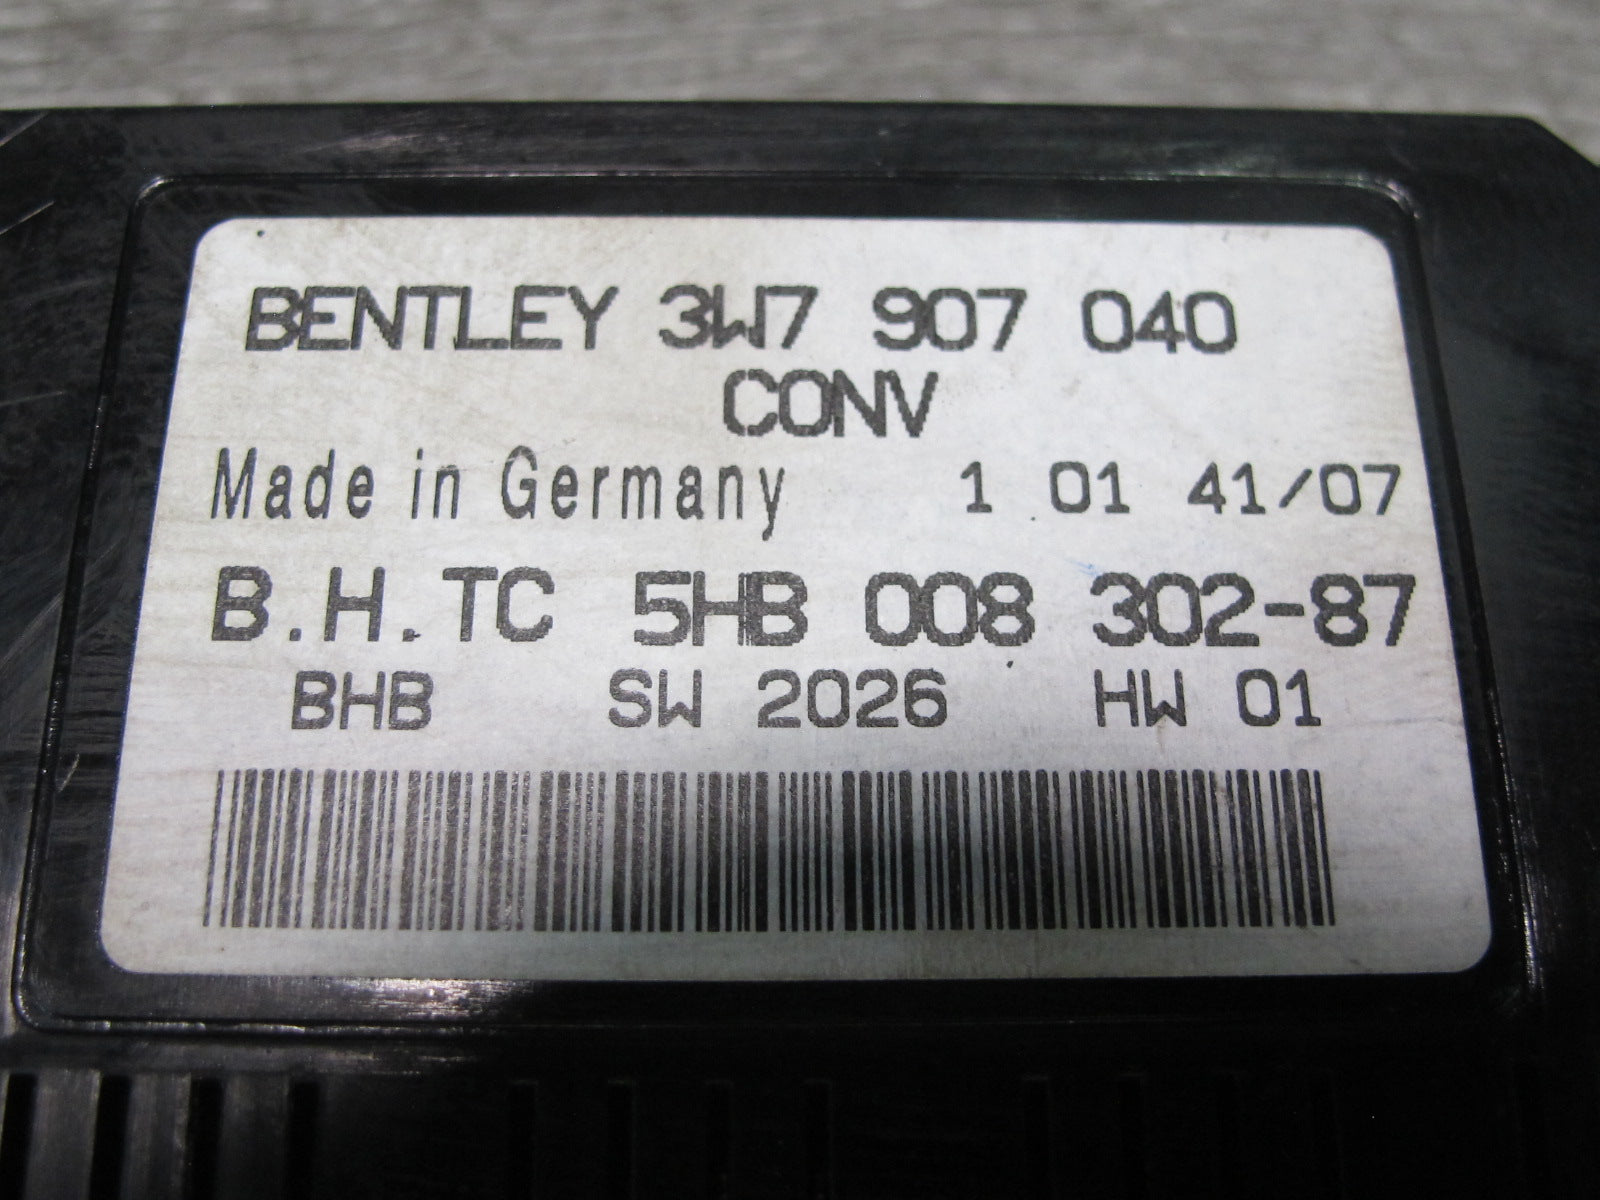 BENTLEY 3W7 907 040
CONV
Made in Germany 1 01 41/07
B.H.TC 5HB 008 302-87
BHB SW 2026 HW 01